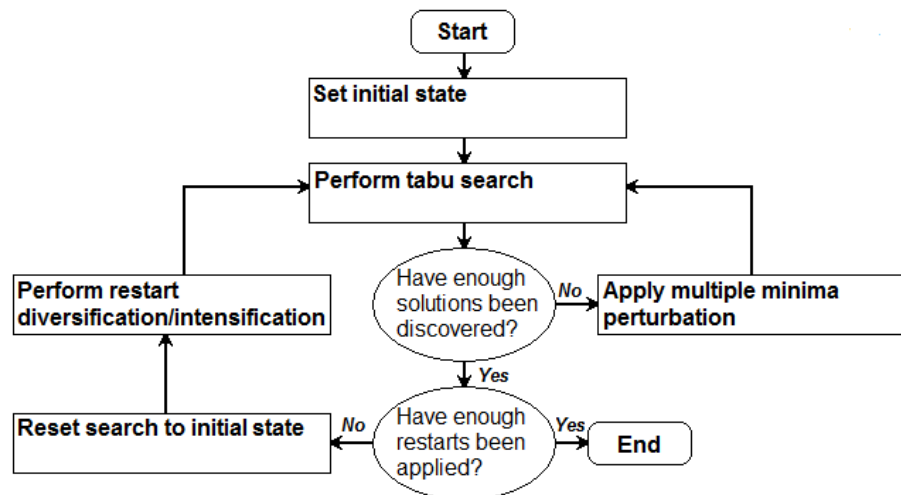 Start
Set initial state
Perform tabu search
Have enough
solutions been
discovered?
No
Apply multiple minima
perturbation
Perform restart
diversification/intensification
Yes
Have enough
restarts been
applied?
No
Reset search to initial state
Yes
End